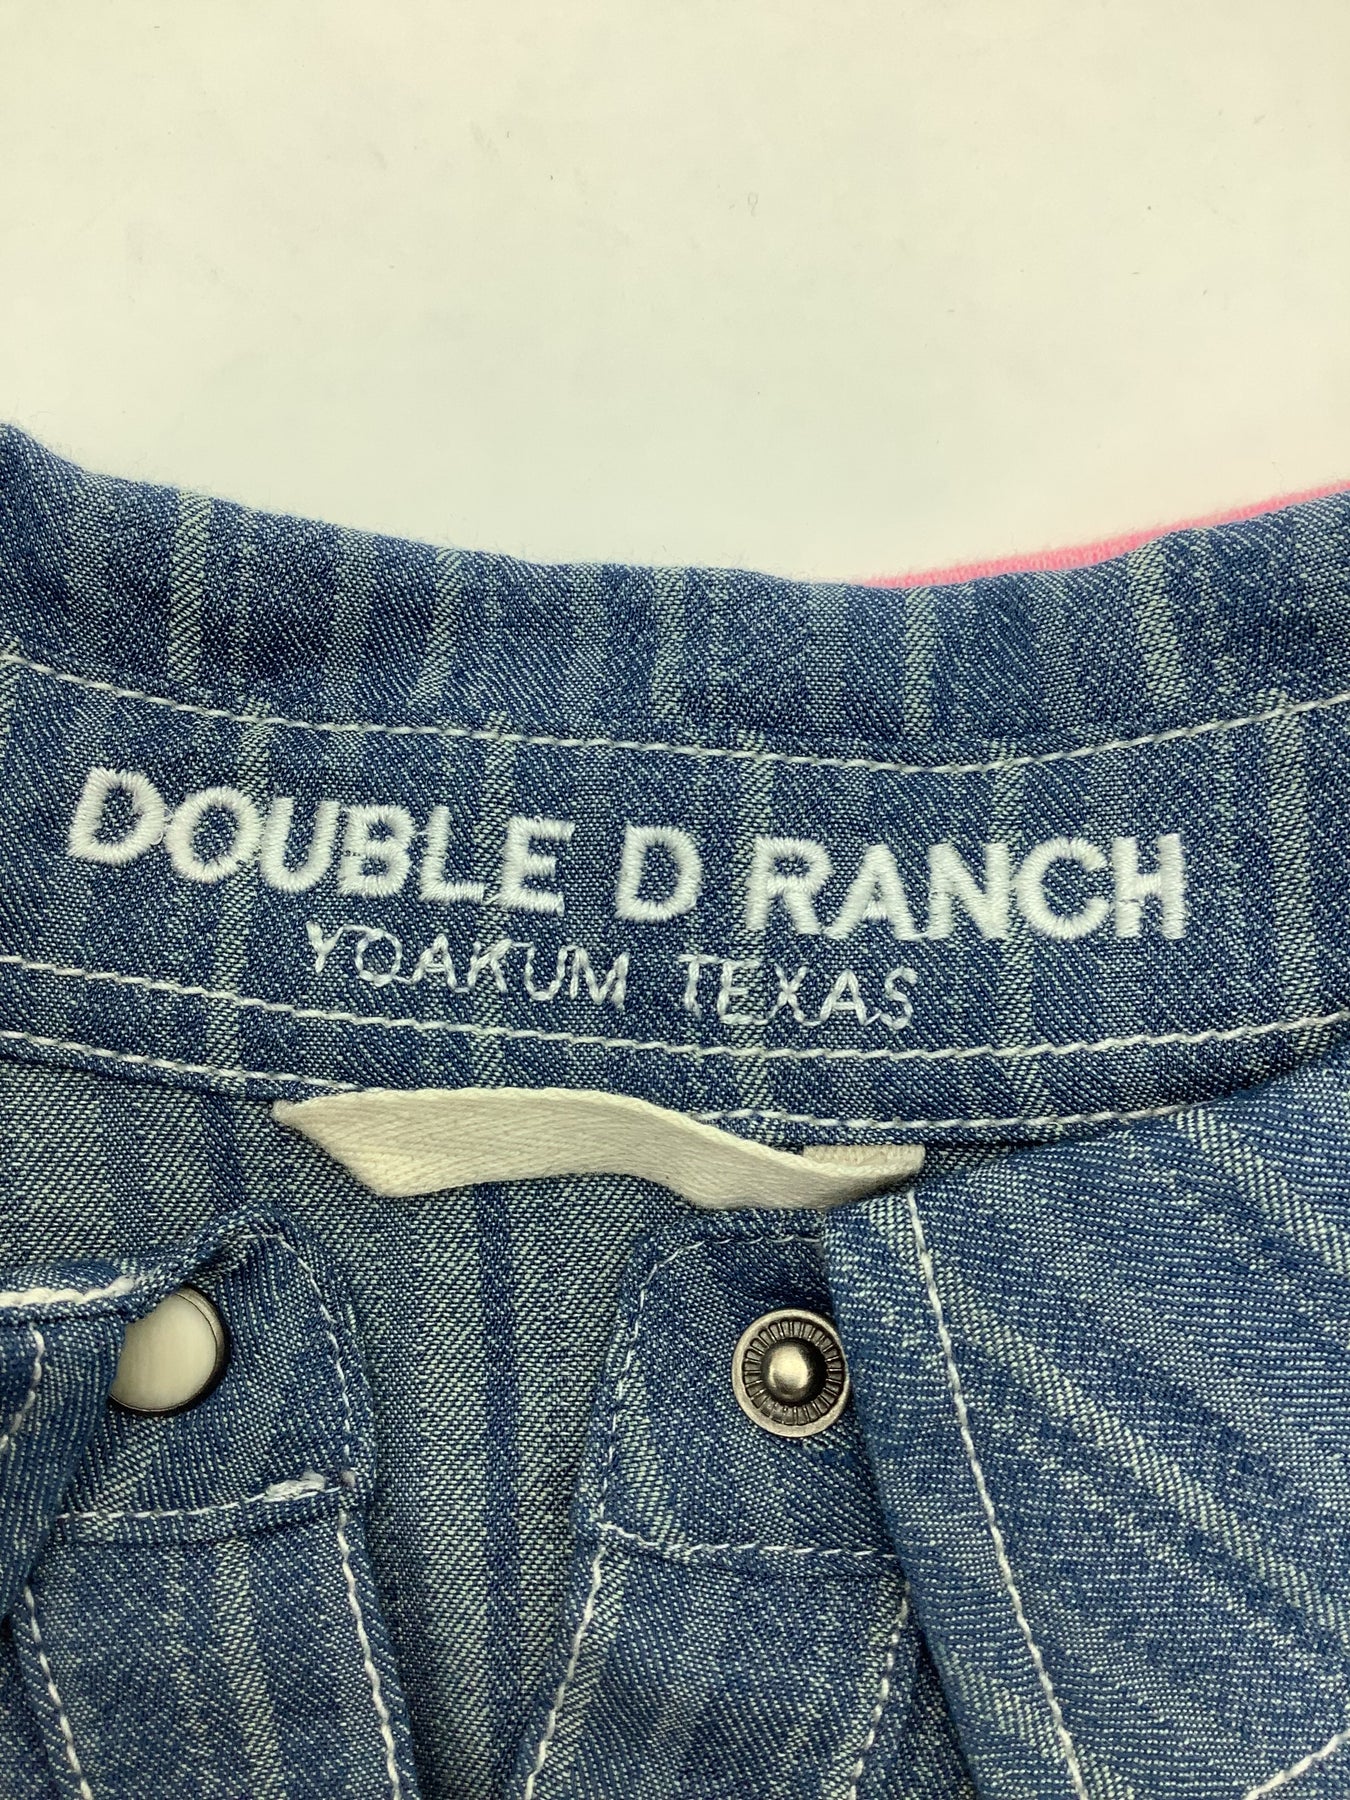 DOUBLE D RANCH
YOAKUM TEXAS